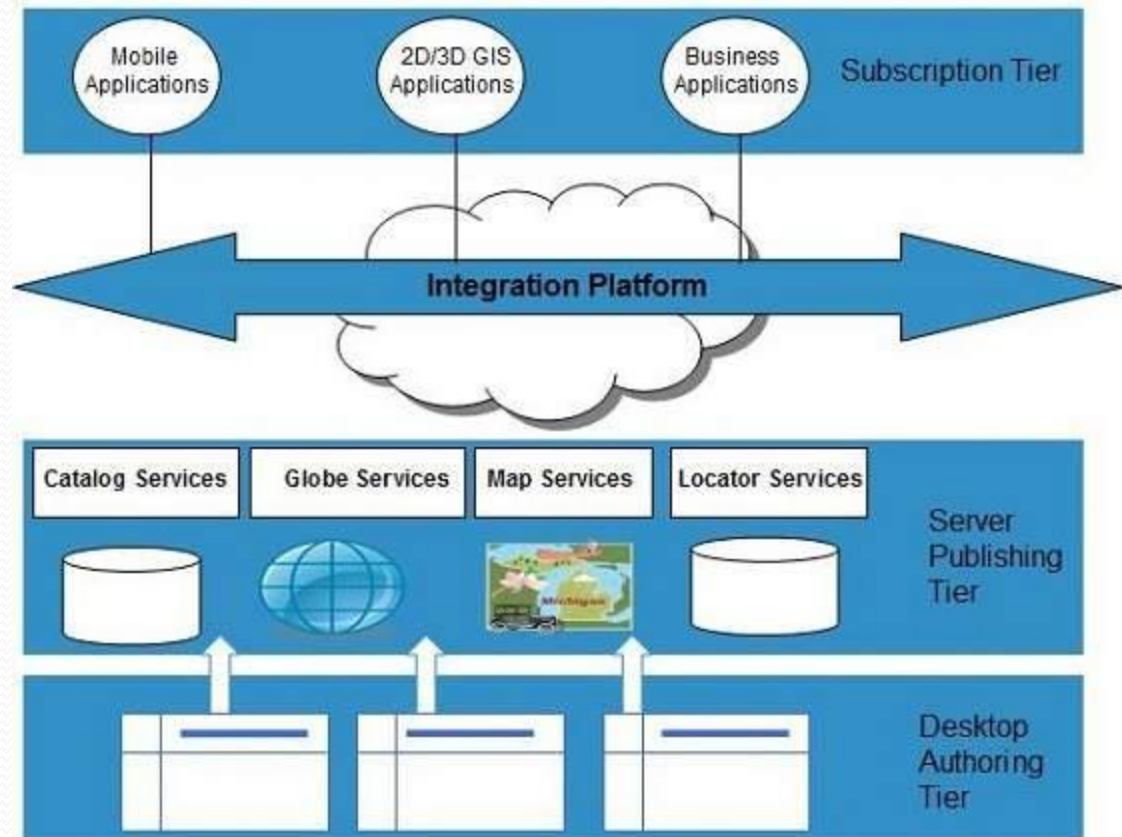 Mobile
Applications
2D/3D GIS
Applications
Business
Applications
Subscription Tier
Integration Platform
Catalog Services
Globe Services
Map Services
Locator Services
Server
Publishing
Tier
Michigan
Desktop
Authoring
Tier